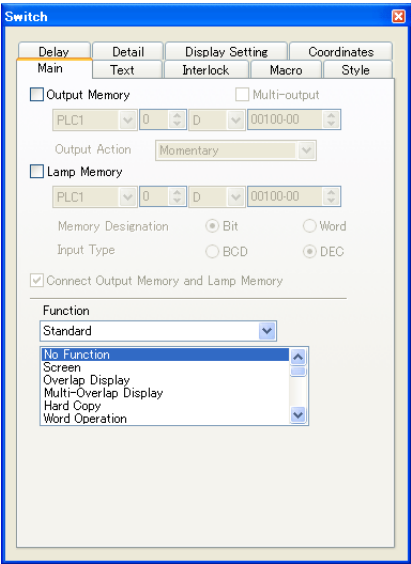 Switch
Delay Detail Display Setting Coordinates
Main Text Interlock Macro Style
Output Memory Multi-output
PLC1 0 D 00100-00
Output Action Momentary
Lamp Memory
PLC1 0 D 00100-00
Memory Designation Bit Word
Input Type BCD DEC
Connect Output Memory and Lamp Memory
Function
Standard
No Function
Screen
Overlap Display
Multi-Overlap Display
Hard Copy
Word Operation